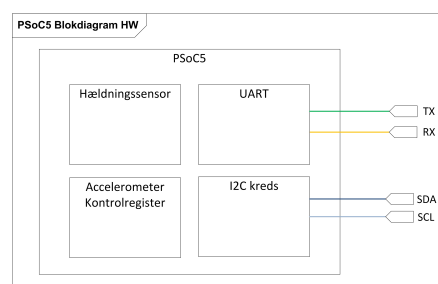 PSoC5 Blokdiagram HW
PSoC5
Hældningssensor
UART
TX
RX
Accelerometer
Kontrolregister
I2C kreds
SDA
SCL